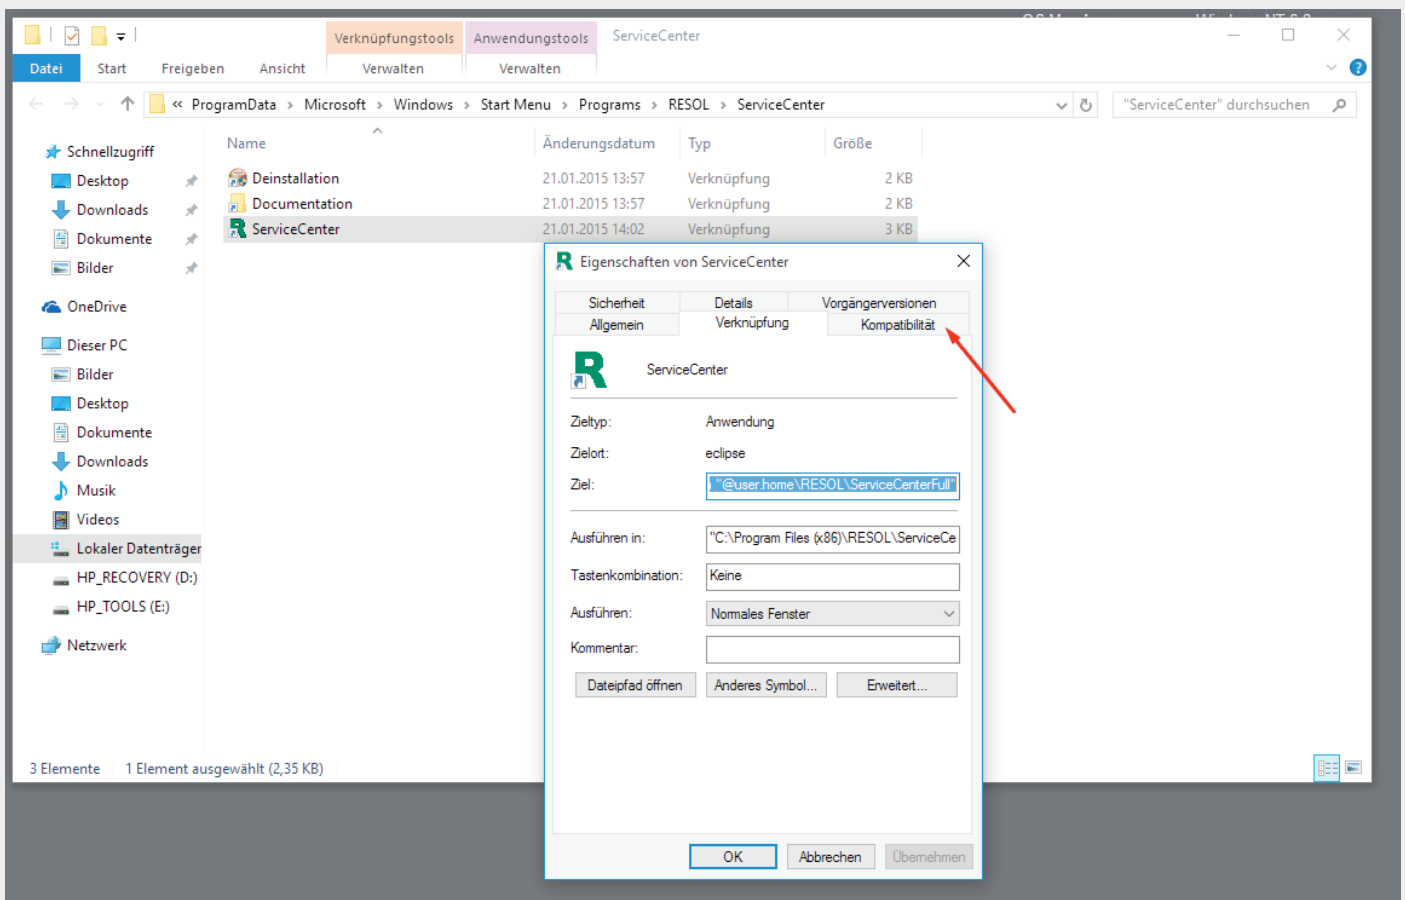 Verknüpfungstools Anwendungstools ServiceCenter
Datei Start Freigeben Ansicht Verwalten Verwalten
« ProgramData › Microsoft › Windows › Start Menu › Programs › RESOL › ServiceCenter
"ServiceCenter" durchsuchen
Name Änderungsdatum Typ Größe
Deinstallation 21.01.2015 13:57 Verknüpfung 2 KB
Documentation 21.01.2015 13:57 Verknüpfung 2 KB
ServiceCenter 21.01.2015 14:02 Verknüpfung 3 KB
Schnellzugriff
Desktop
Downloads
Dokumente
Bilder
OneDrive
Dieser PC
Bilder
Desktop
Dokumente
Downloads
Musik
Videos
Lokaler Datenträger
HP_RECOVERY (D:)
HP_TOOLS (E:)
Netzwerk
3 Elemente 1 Element ausgewählt (2,35 KB)
Eigenschaften von ServiceCenter
Sicherheit Details Vorgängerversionen
Allgemein Verknüpfung Kompatibilität
ServiceCenter
Zieltyp: Anwendung
Zielort: eclipse
Ziel: "@user.home\RESOL\ServiceCenterFull"
Ausführen in: "C:\Program Files (x86)\RESOL\ServiceCe
Tastenkombination: Keine
Ausführen: Normales Fenster
Kommentar:
Dateipfad öffnen Anderes Symbol... Erweitert...
OK Abbrechen Übernehmen